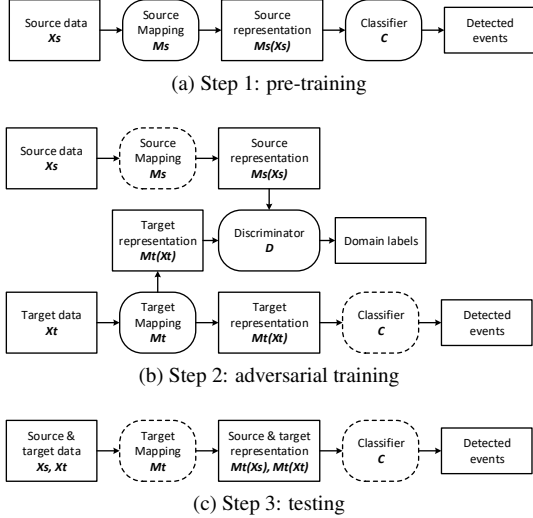 Source data
Xs
Source
Mapping
Ms
Source
representation
Ms(Xs)
Classifier
C
Detected
events
(a) Step 1: pre-training
Source data
Xs
Source
Mapping
Ms
Source
representation
Ms(Xs)
Target
representation
Mt(Xt)
Discriminator
D
Domain labels
Target data
Xt
Target
Mapping
Mt
Target
representation
Mt(Xt)
Classifier
C
Detected
events
(b) Step 2: adversarial training
Source &
target data
Xs, Xt
Target
Mapping
Mt
Source & target
representation
Mt(Xs), Mt(Xt)
Classifier
C
Detected
events
(c) Step 3: testing